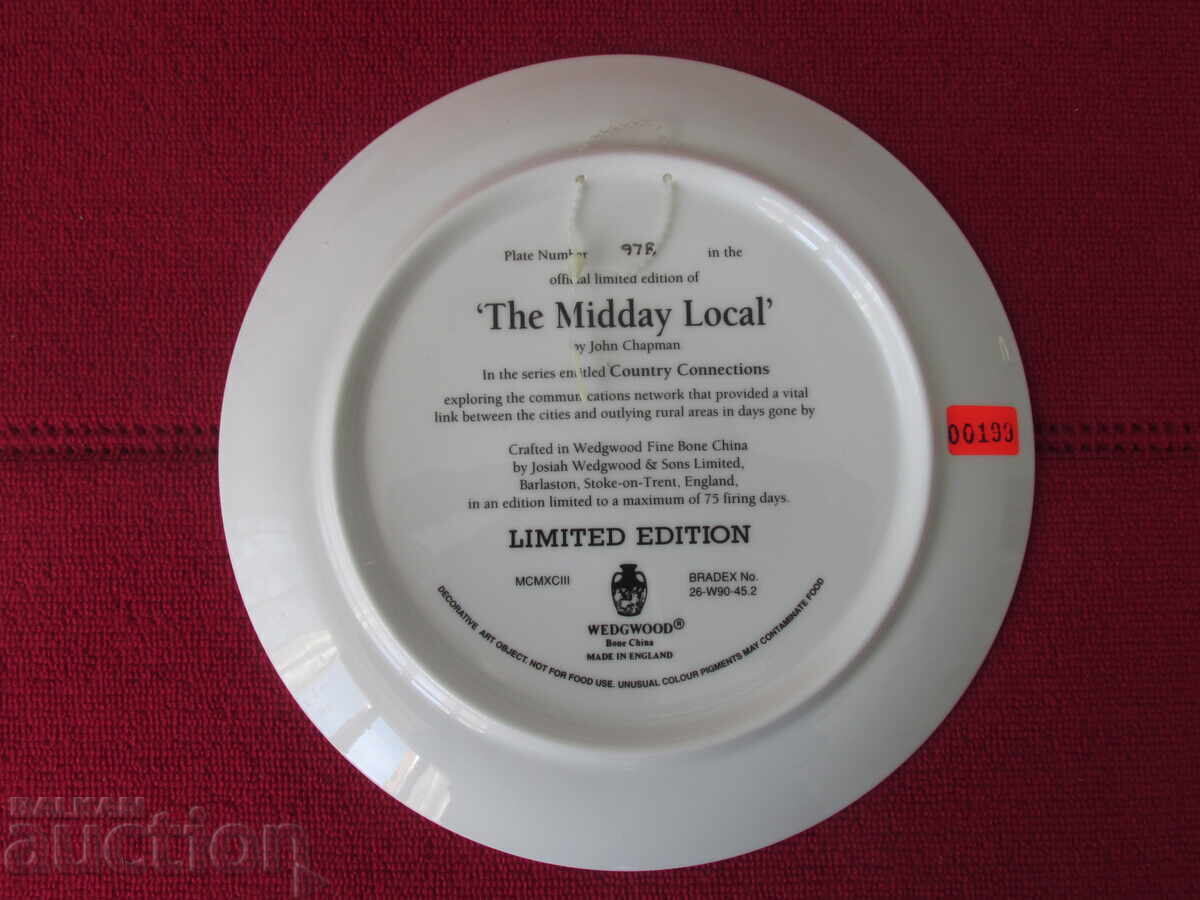 Plate Number 97B in the
official limited edition of
'The Midday Local'
by John Chapman
In the series entitled Country Connections
exploring the communications network that provided a vital
link between the cities and outlying rural areas in days gone by
Crafted in Wedgwood Fine Bone China
by Josiah Wedgwood & Sons Limited,
Barlaston, Stoke-on-Trent, England,
in an edition limited to a maximum of 75 firing days.
LIMITED EDITION
MCMXCIII
BRADEX No.
26-W90-45.2
WEDGWOOD®
Bone China
MADE IN ENGLAND
DECORATIVE ART OBJECT. NOT FOR FOOD USE. UNUSUAL COLOUR PIGMENTS MAY CONTAMINATE FOOD
00199
BALKAN
auction